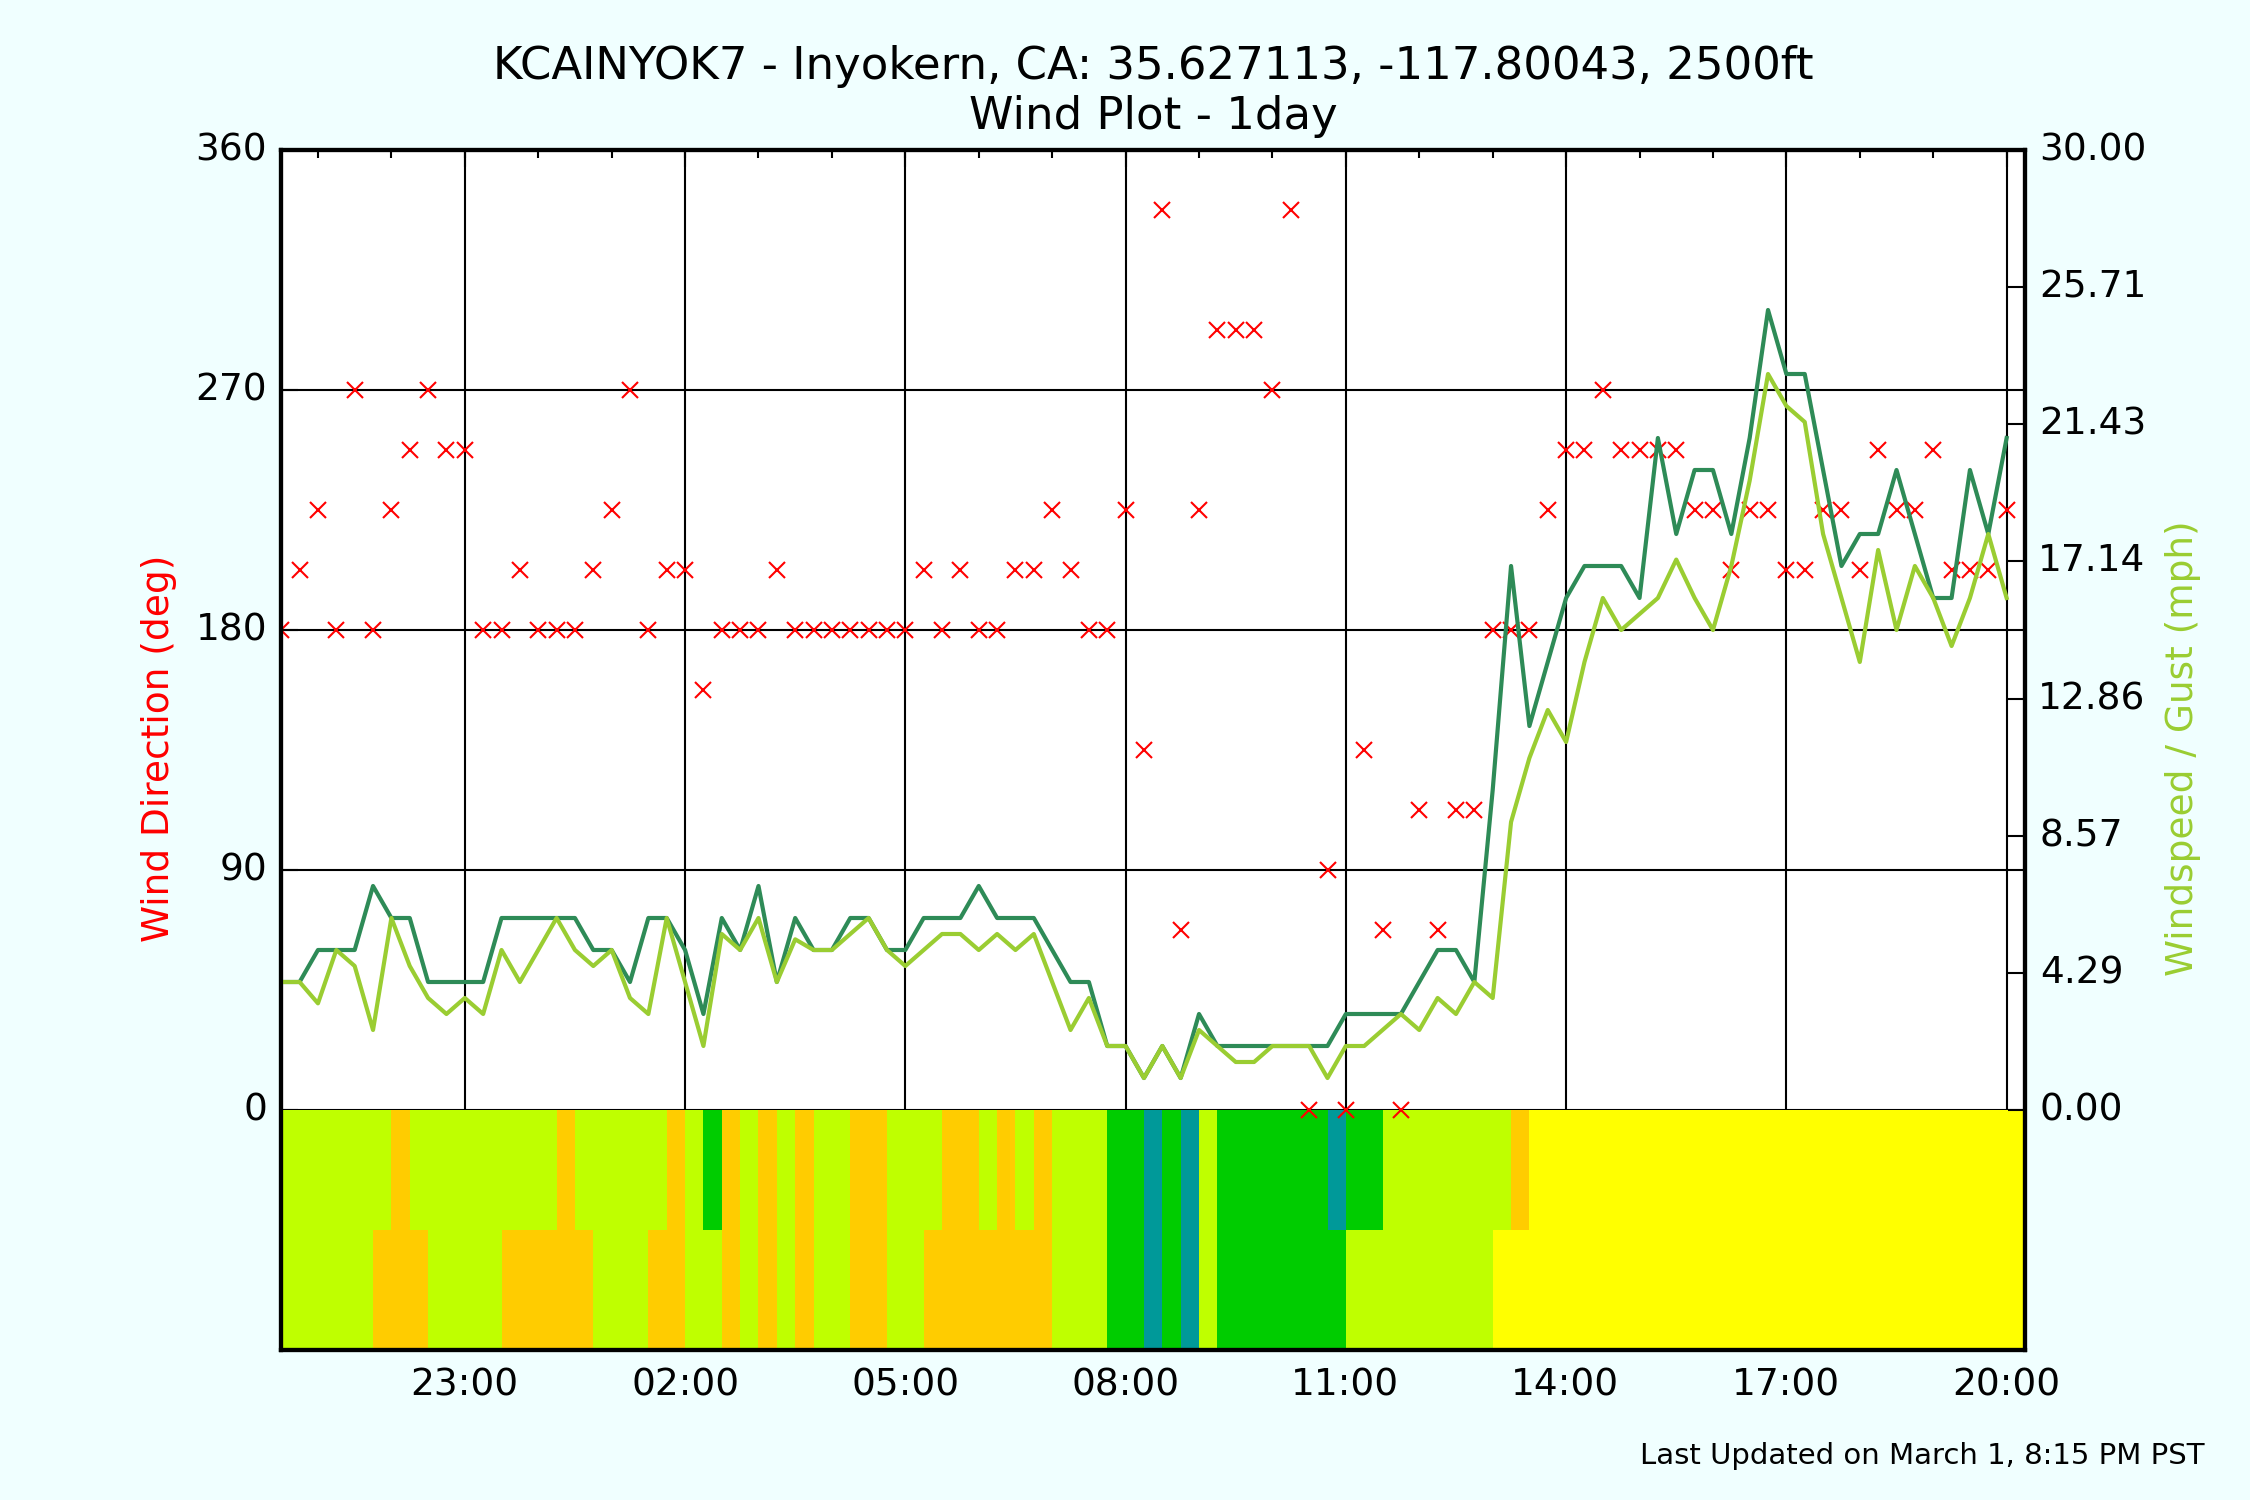 KCAINYOK7 - Inyokern, CA: 35.627113, -117.80043, 2500ft
Wind Plot - 1day
360
270
180
90
0
Wind Direction (deg)
30.00
25.71
21.43
17.14
12.86
8.57
4.29
0.00
Windspeed / Gust (mph)
23:00 02:00 05:00 08:00 11:00 14:00 17:00 20:00
Last Updated on March 1, 8:15 PM PST